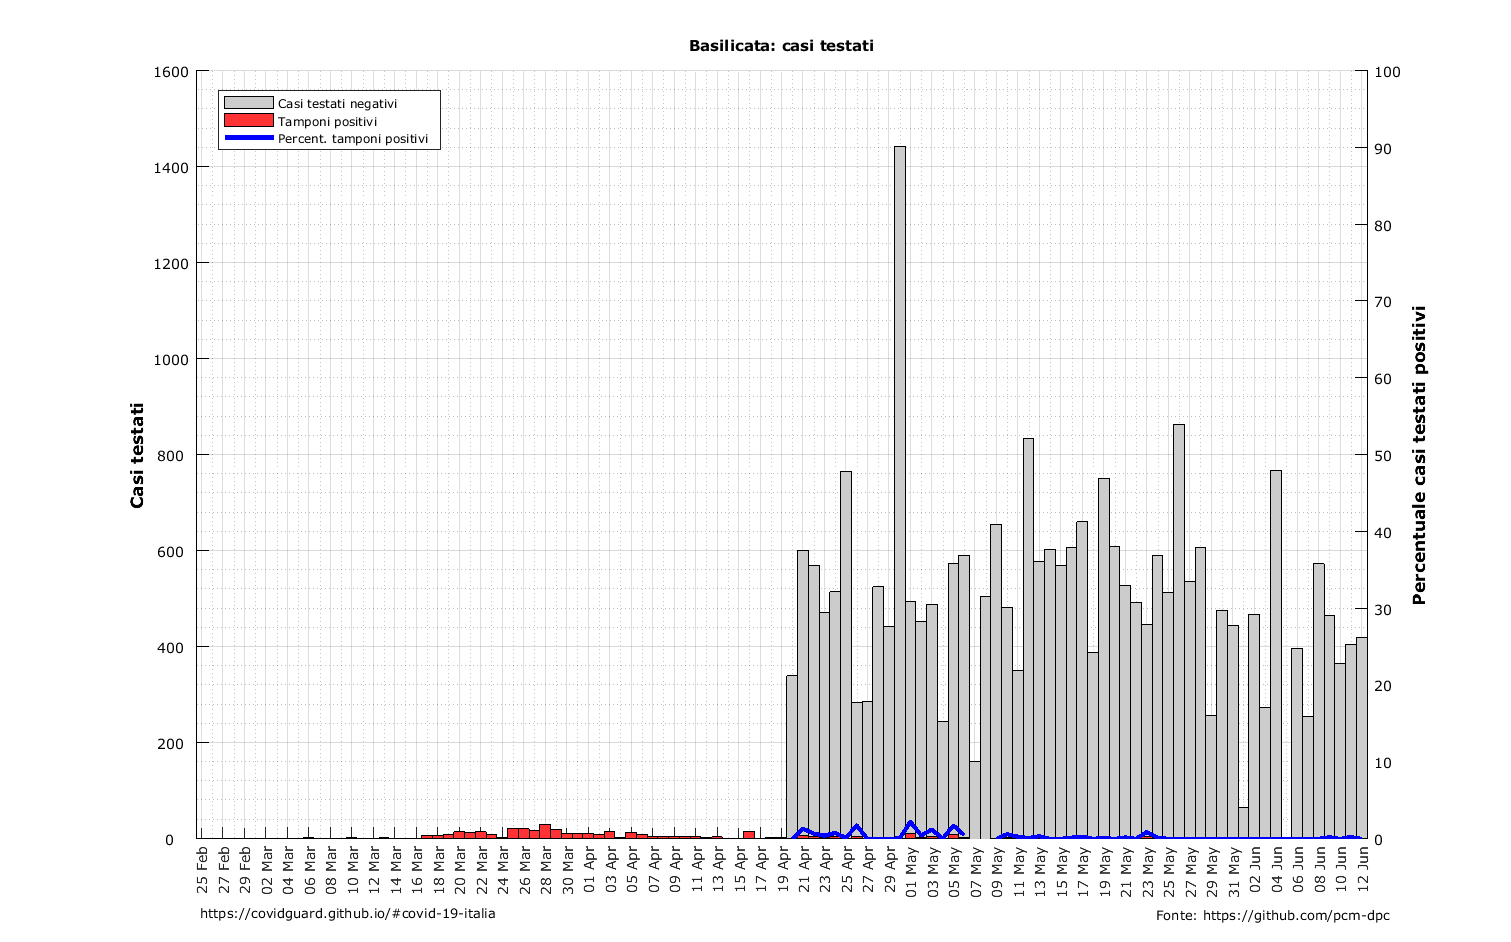 Basilicata: casi testati
1600
1400
1200
1000
800
600
400
200
0
Casi testati
Casi testati negativi
Tamponi positivi
Percent. tamponi positivi
100
90
80
70
60
50
40
30
20
10
0
Percentuale casi testati positivi
25 Feb
27 Feb
29 Feb
02 Mar
04 Mar
06 Mar
08 Mar
10 Mar
12 Mar
14 Mar
16 Mar
18 Mar
20 Mar
22 Mar
24 Mar
26 Mar
28 Mar
30 Mar
01 Apr
03 Apr
05 Apr
07 Apr
09 Apr
11 Apr
13 Apr
15 Apr
17 Apr
19 Apr
21 Apr
23 Apr
25 Apr
27 Apr
29 Apr
01 May
03 May
05 May
07 May
09 May
11 May
13 May
15 May
17 May
19 May
21 May
23 May
25 May
27 May
29 May
31 May
02 Jun
04 Jun
06 Jun
08 Jun
10 Jun
12 Jun
https://covidguard.github.io/#covid-19-italia
Fonte: https://github.com/pcm-dpc